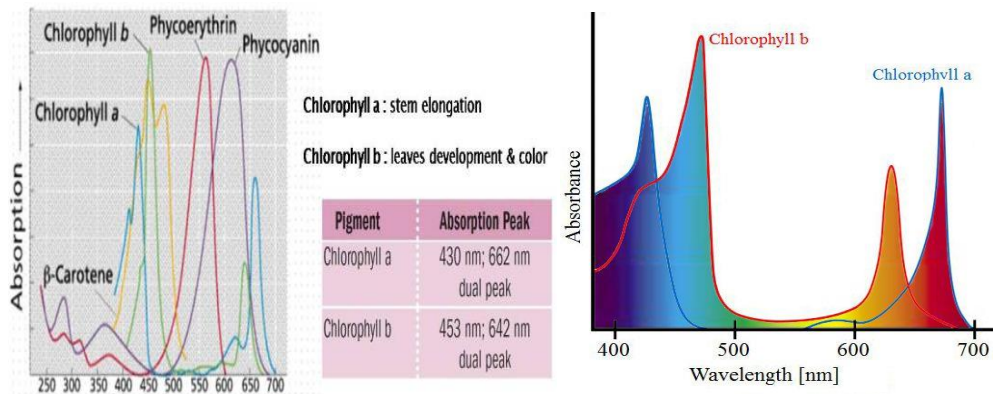 Chlorophyll b
Phycoerythrin
Phycocyanin
Chlorophyll a
β-Carotene
Absorption
250 300 350 400 450 500 550 600 650 700
Chlorophyll a : stem elongation
Chlorophyll b : leaves development & color
Pigment Absorption Peak
Chlorophyll a 430 nm; 662 nm
dual peak
Chlorophyll b 453 nm; 642 nm
dual peak
Chlorophyll b
Chlorophyll a
Absorbance
400 500 600 700
Wavelength [nm]